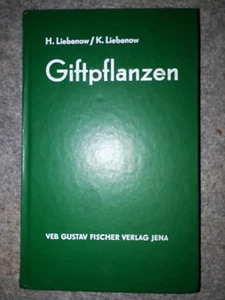 H. Liebenow/K. Liebenow
Giftpflanzen
VEB GUSTAV FISCHER VERLAG JENA